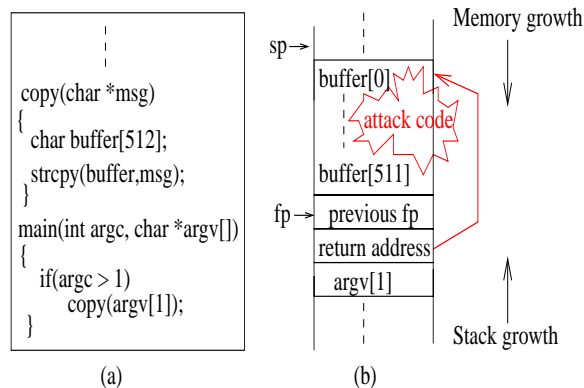 copy(char *msg)
{
char buffer[512];
strcpy(buffer,msg);
}
main(int argc, char *argv[])
{
if(argc > 1)
copy(argv[1]);
}
(a)
sp
buffer[0]
attack code
buffer[511]
fp
previous fp
return address
argv[1]
(b)
Memory growth
Stack growth